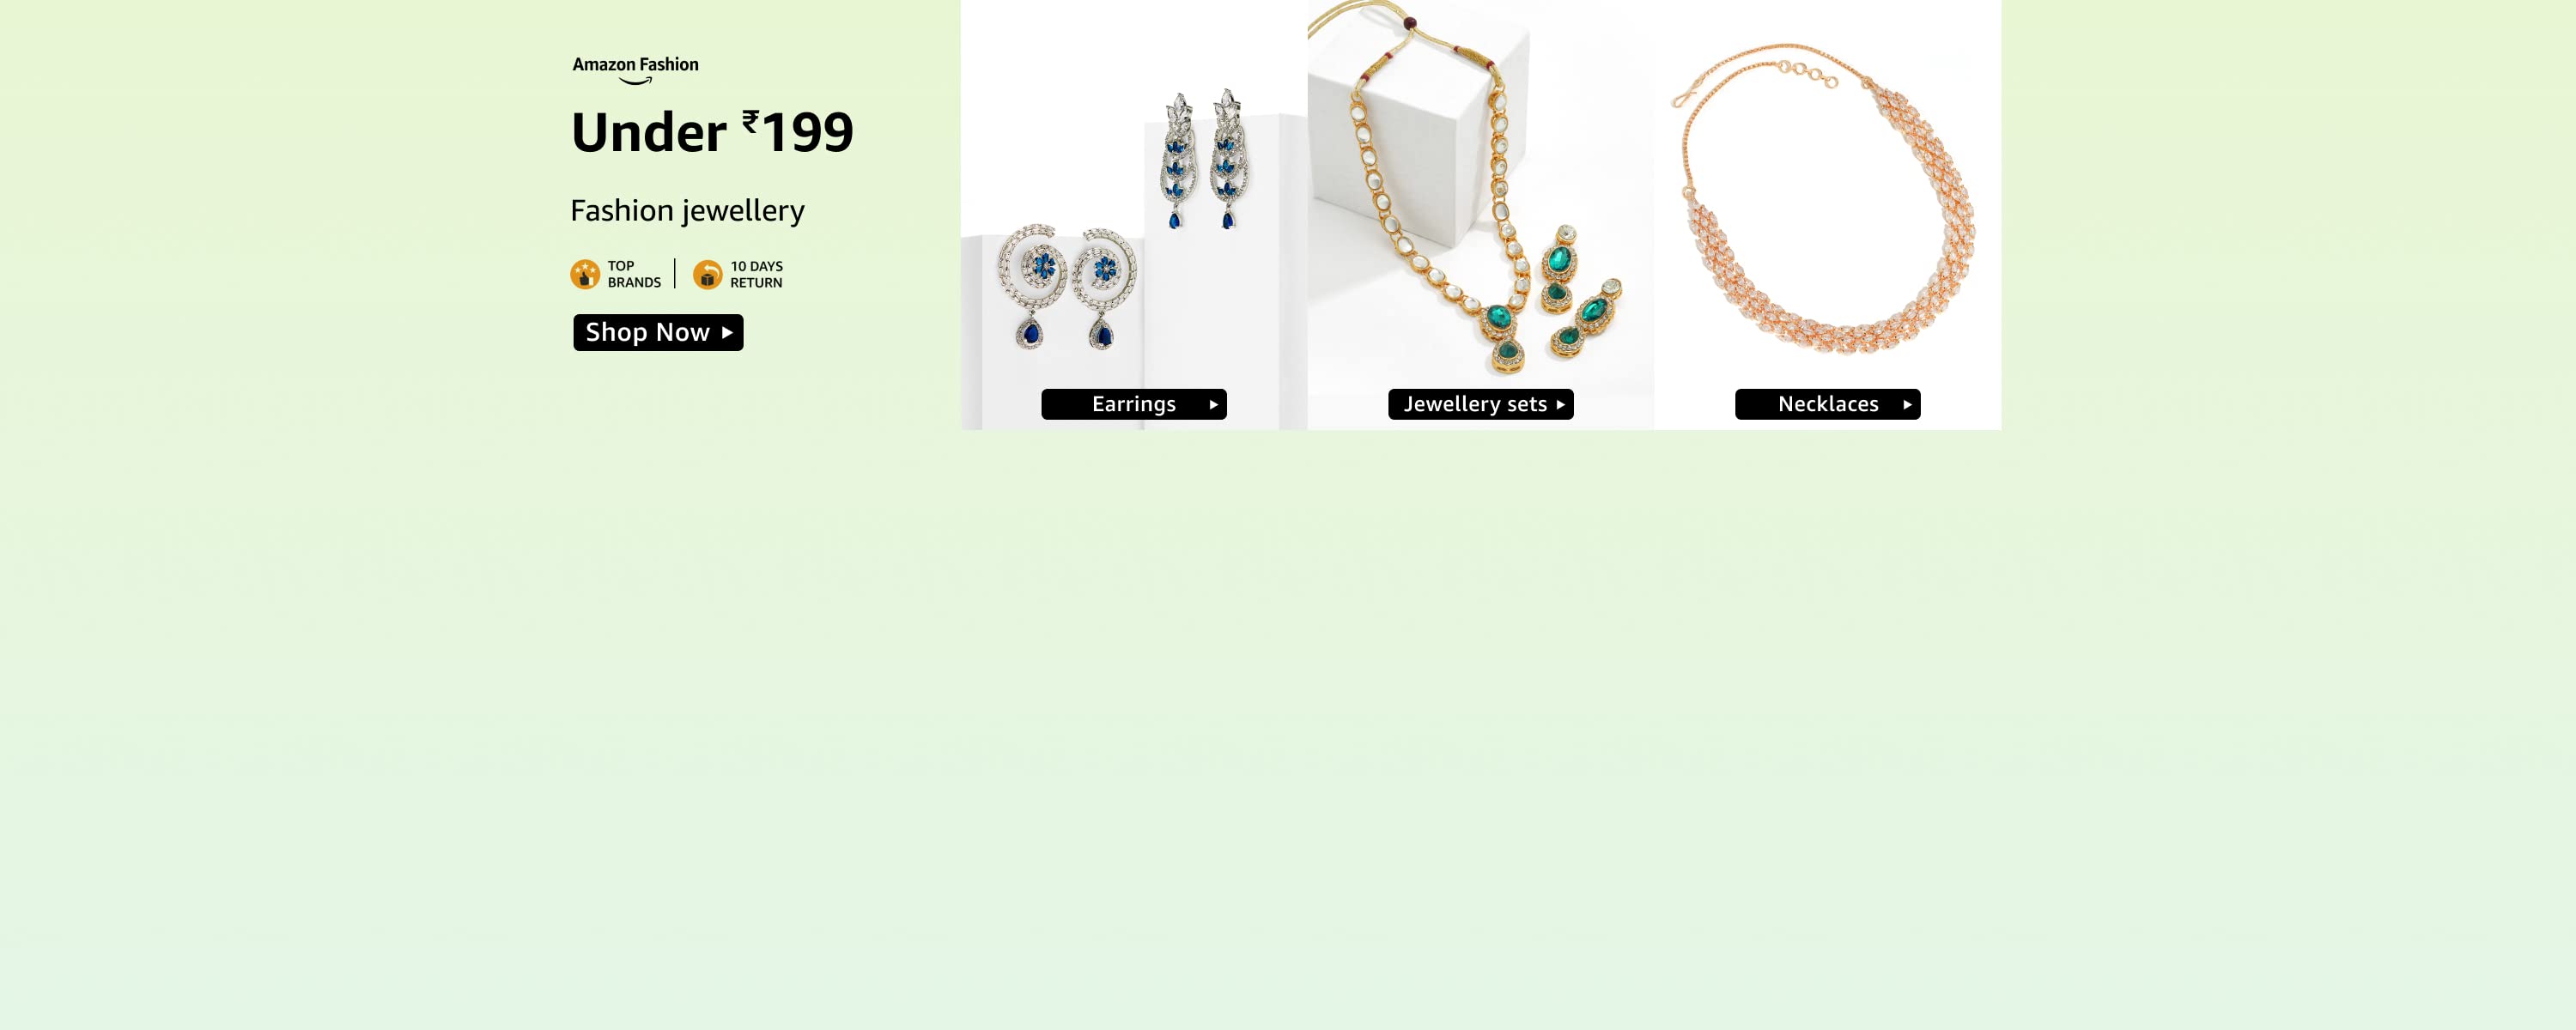 Amazon Fashion
Under ₹199
Fashion jewellery
TOP
BRANDS
10 DAYS
RETURN
Shop Now
Earrings
Jewellery sets
Necklaces